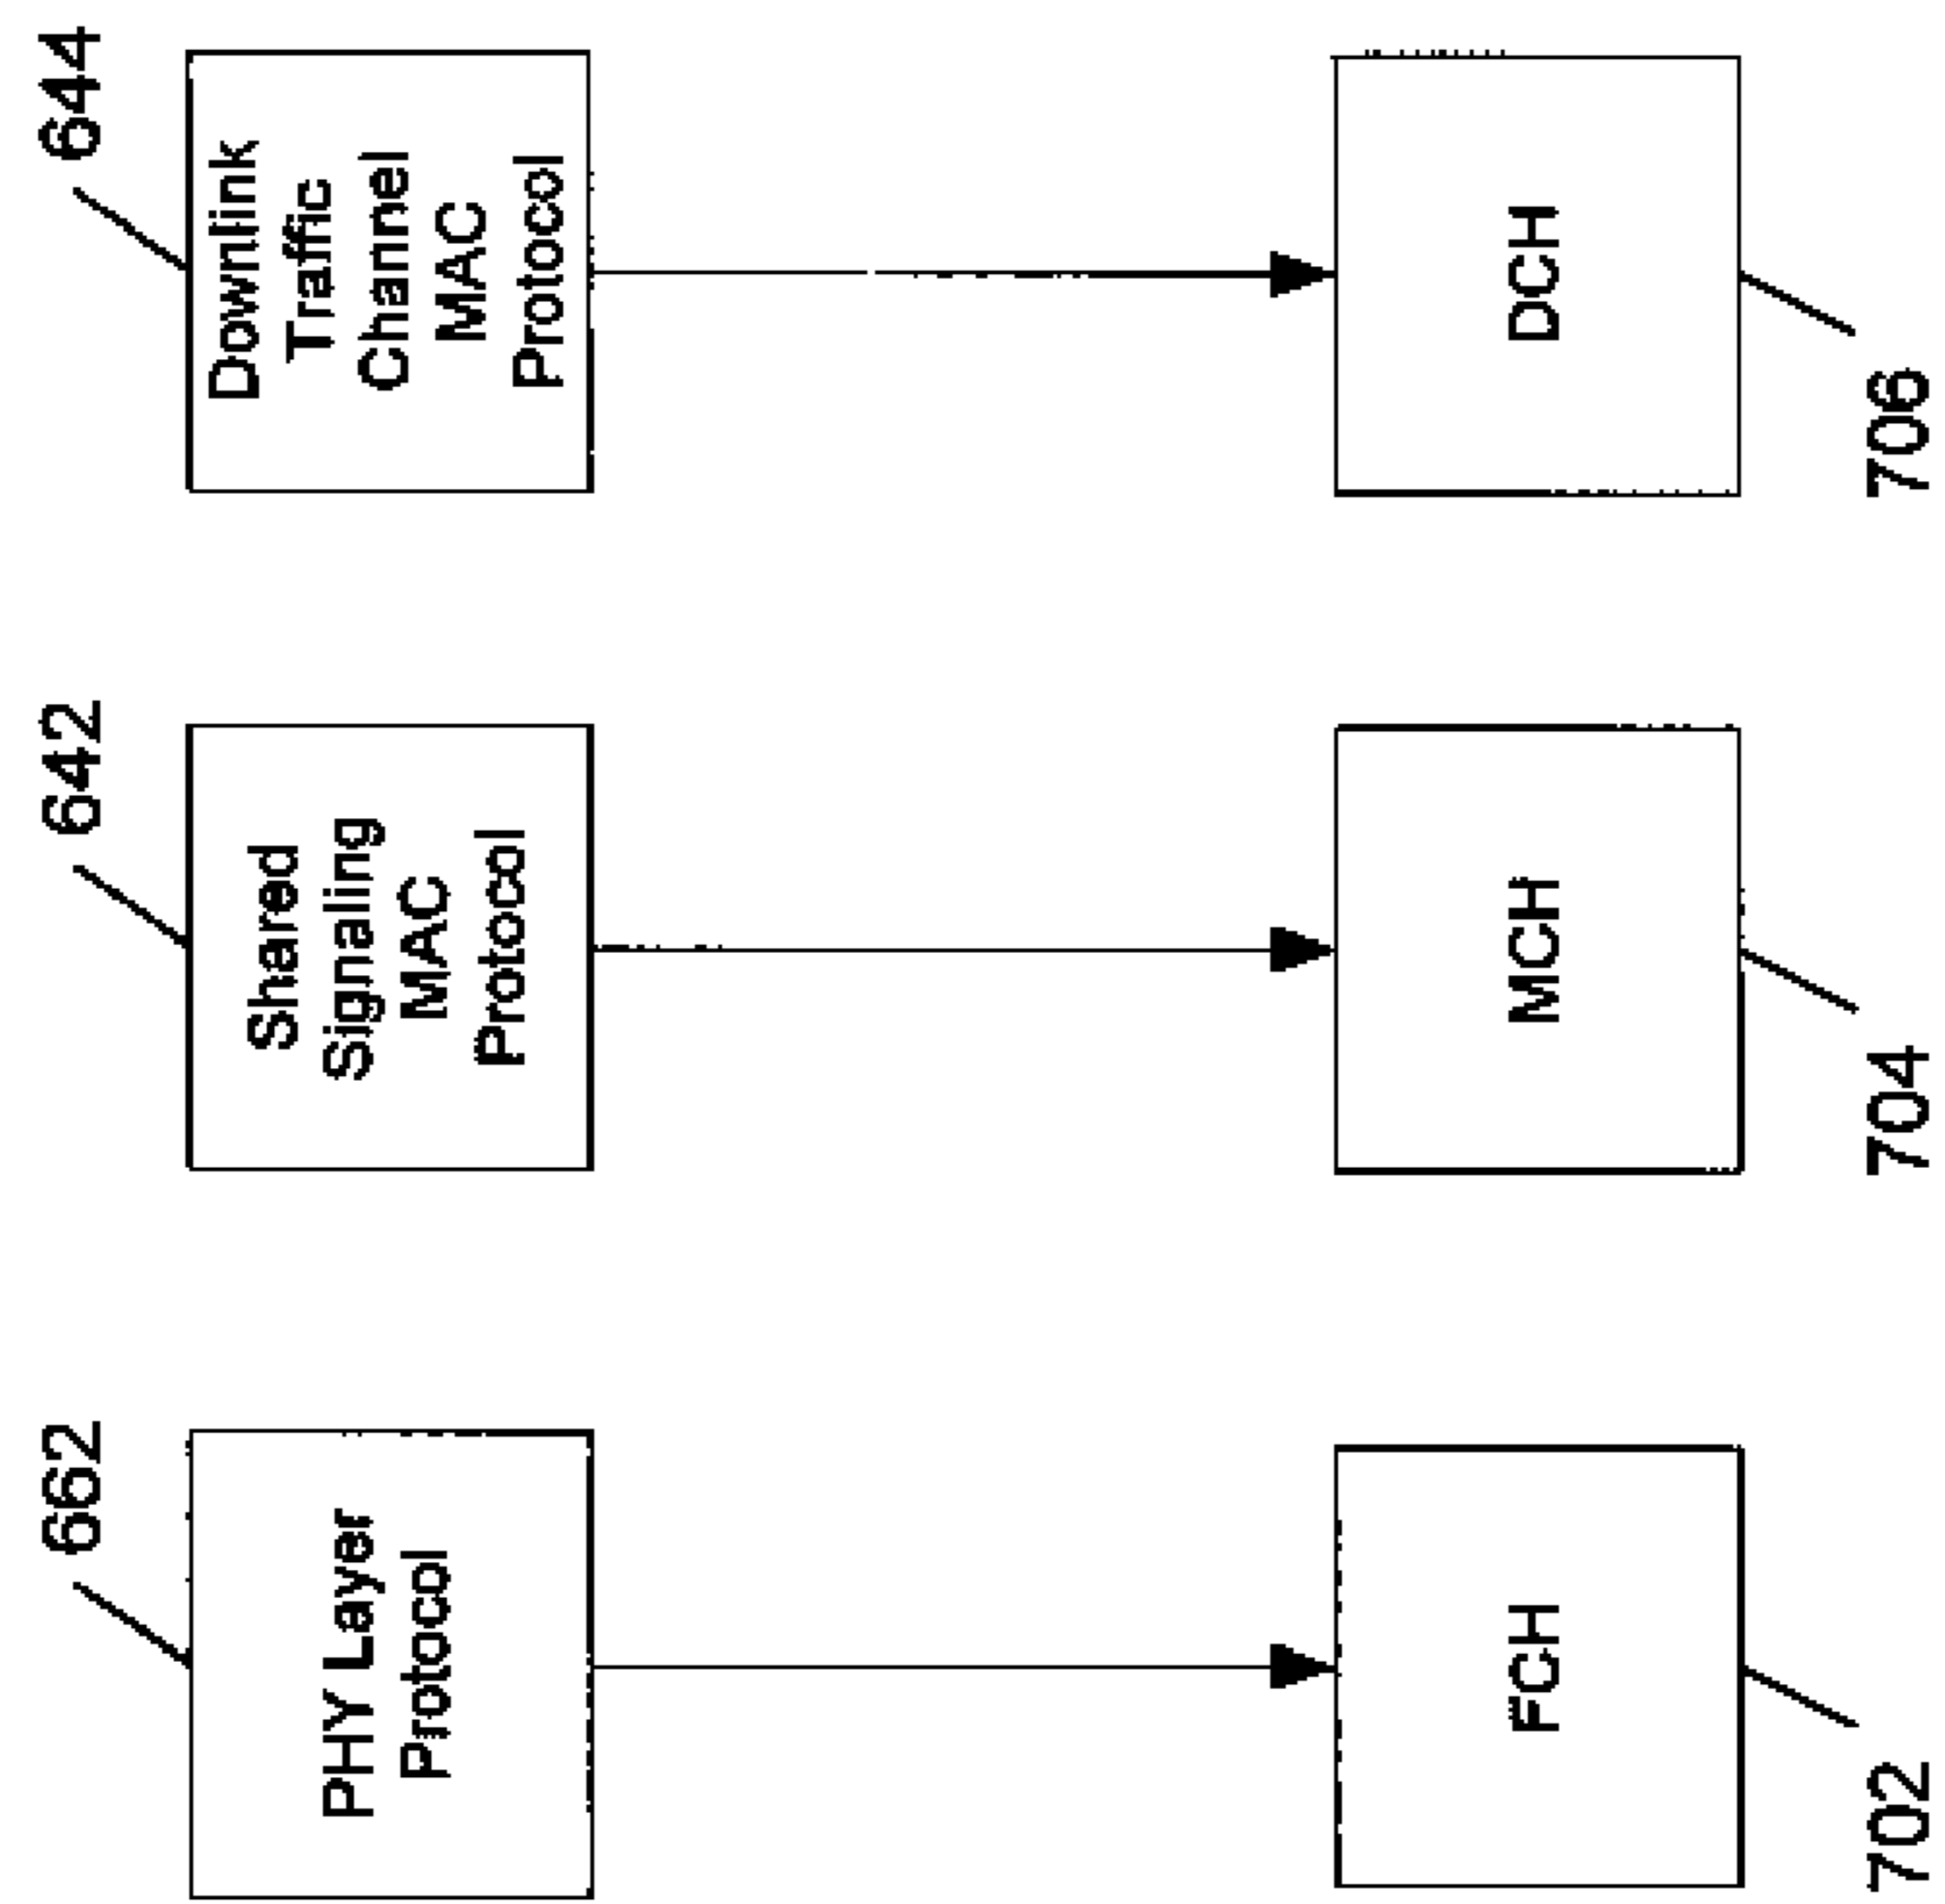 662
642
644
PHY Layer
Protocol
Shared
Signaling
MAC
Protocol
Downlink
Traffic
Channel
MAC
Protocol
FCH
MCH
DCH
702
704
706